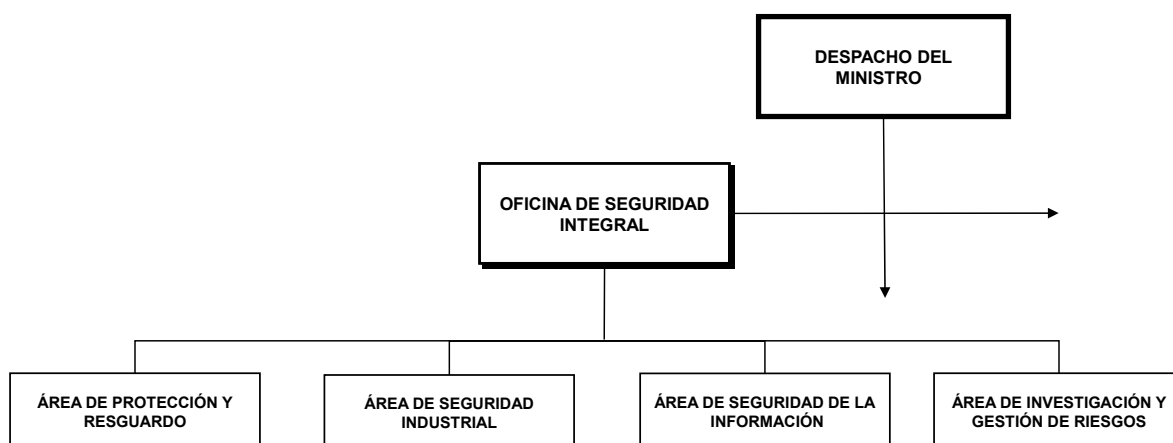 DESPACHO DEL
MINISTRO
OFICINA DE SEGURIDAD
INTEGRAL
ÁREA DE PROTECCIÓN Y
RESGUARDO
ÁREA DE SEGURIDAD
INDUSTRIAL
ÁREA DE SEGURIDAD DE LA
INFORMACIÓN
ÁREA DE INVESTIGACIÓN Y
GESTIÓN DE RIESGOS